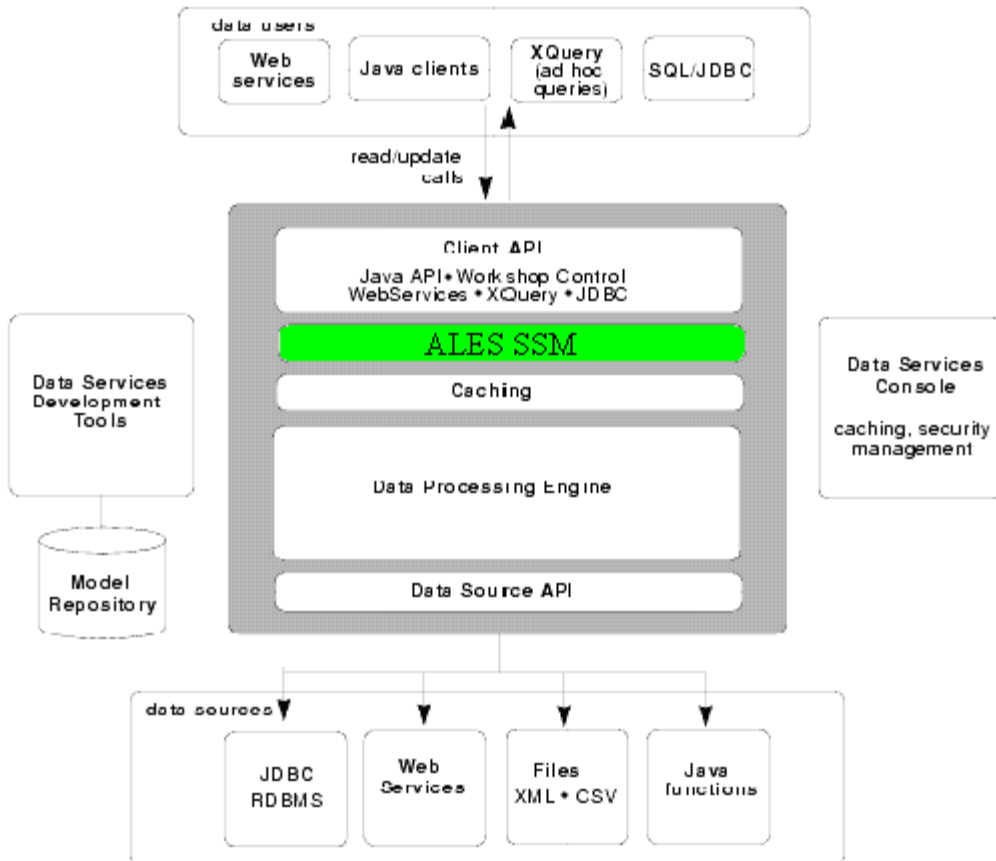 data users
Web
services
Java clients
XQuery
(ad hoc
queries)
SQL/JDBC
read/update
calls
Client API
Java API • Workshop Control
WebServices • XQuery • JDBC
ALES SSM
Caching
Data Processing Engine
Data Source API
Data Services
Development
Tools
Model
Repository
Data Services
Console
caching, security
management
data sources
JDBC
RDBMS
Web
Services
Files
XML • CSV
Java
functions